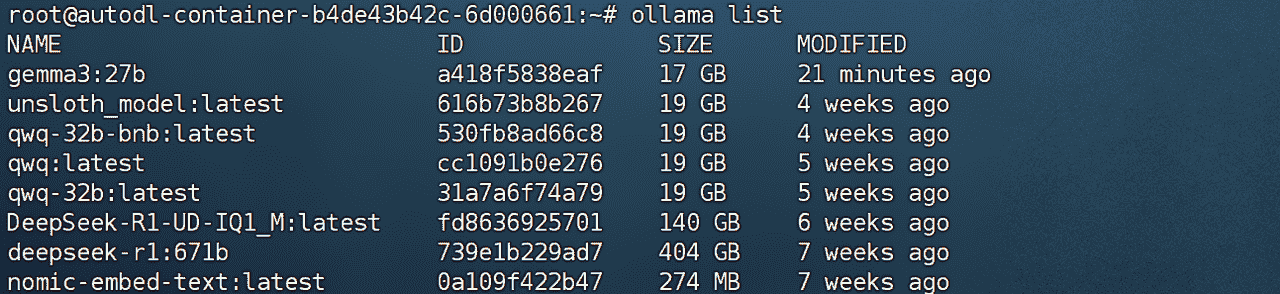 root@autodl-container-b4de43b42c-6d000661:~# ollama list
NAME ID SIZE MODIFIED
gemma3:27b a418f5838eaf 17 GB 21 minutes ago
unsloth_model:latest 616b73b8b267 19 GB 4 weeks ago
qwq-32b-bnb:latest 530fb8ad66c8 19 GB 4 weeks ago
qwq:latest cc1091b0e276 19 GB 5 weeks ago
qwq-32b:latest 31a7a6f74a79 19 GB 5 weeks ago
DeepSeek-R1-UD-IQ1_M:latest fd8636925701 140 GB 6 weeks ago
deepseek-r1:671b 739e1b229ad7 404 GB 7 weeks ago
nomic-embed-text:latest 0a109f422b47 274 MB 7 weeks ago